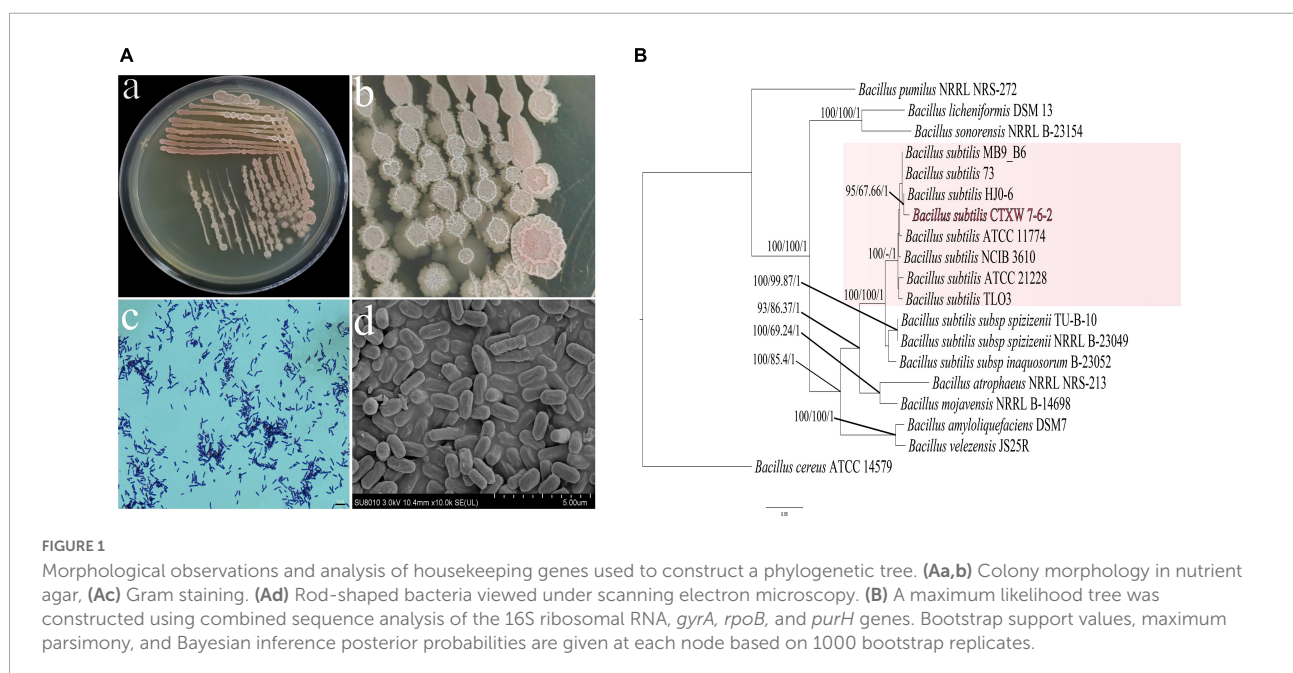 A
B
a
b
c
d
SU8010 3.0kV 10.4mm x10.0k SE(UL)
5.00um
Bacillus pumilus NRRL NRS-272
Bacillus licheniformis DSM 13
100/100/1
Bacillus sonorensis NRRL B-23154
Bacillus subtilis MB9_B6
Bacillus subtilis 73
95/67.66/1
Bacillus subtilis HJ0-6
Bacillus subtilis CTXW 7-6-2
Bacillus subtilis ATCC 11774
100/100/1
100/-/1
Bacillus subtilis NCIB 3610
Bacillus subtilis ATCC 21228
100/99.87/1
100/100/1
Bacillus subtilis TLO3
93/86.37/1
Bacillus subtilis subsp spizizenii TU-B-10
100/69.24/1
Bacillus subtilis subsp spizizenii NRRL B-23049
100/85.4/1
Bacillus subtilis subsp inaquosorum B-23052
Bacillus atrophaeus NRRL NRS-213
Bacillus mojavensis NRRL B-14698
100/100/1
Bacillus amyloliquefaciens DSM7
Bacillus velezensis JS25R
Bacillus cereus ATCC 14579
0.05
FIGURE 1
Morphological observations and analysis of housekeeping genes used to construct a phylogenetic tree. (Aa,b) Colony morphology in nutrient
agar, (Ac) Gram staining. (Ad) Rod-shaped bacteria viewed under scanning electron microscopy. (B) A maximum likelihood tree was
constructed using combined sequence analysis of the 16S ribosomal RNA, gyrA, rpoB, and purH genes. Bootstrap support values, maximum
parsimony, and Bayesian inference posterior probabilities are given at each node based on 1000 bootstrap replicates.